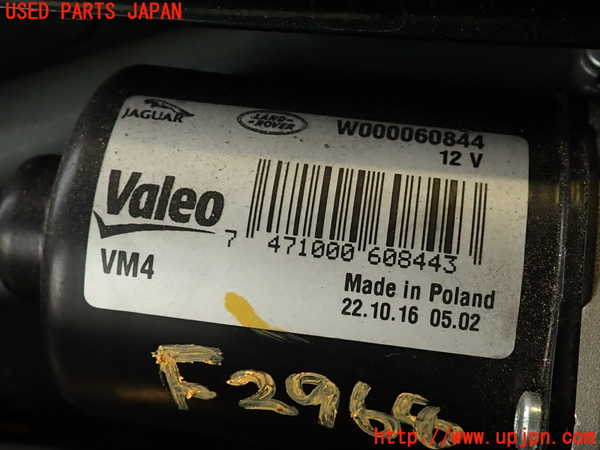 USED PARTS JAPAN
JAGUAR
LAND ROVER
W000060844
12 V
Valeo
7 471000 608443
VM4
Made in Poland
22.10.16 05.02
F2968
http://www.upjpn.com